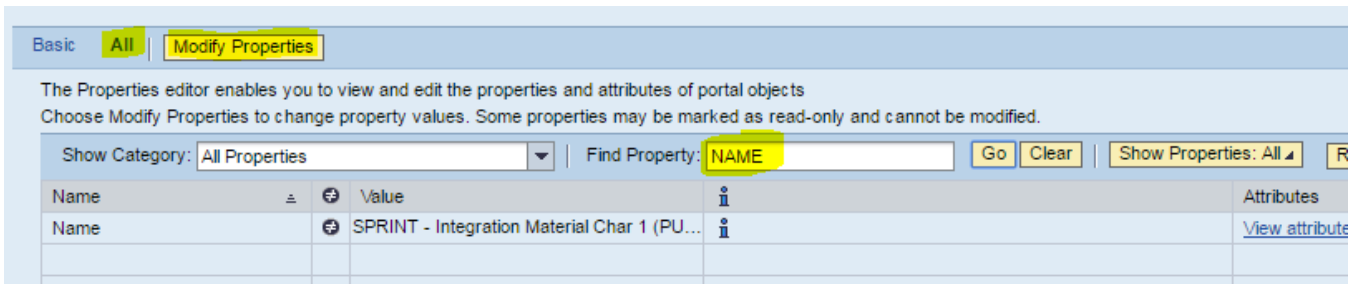 Basic All Modify Properties
The Properties editor enables you to view and edit the properties and attributes of portal objects
Choose Modify Properties to change property values. Some properties may be marked as read-only and cannot be modified.
Show Category: All Properties Find Property: NAME Go Clear Show Properties: All R
Name Value Attributes
Name SPRINT - Integration Material Char 1 (PU... View attribute